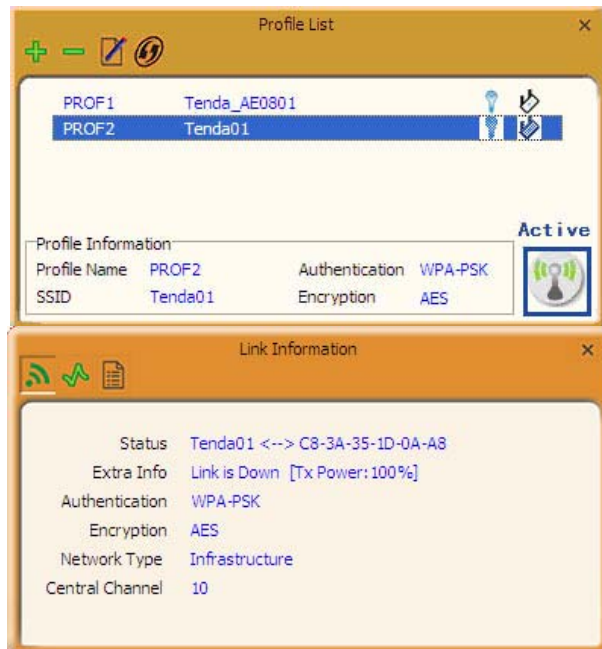 Profile List
PROF1 Tenda_AE0801
PROF2 Tenda01
Active
Profile Information
Profile Name PROF2 Authentication WPA-PSK
SSID Tenda01 Encryption AES
Link Information
Status Tenda01 <--> C8-3A-35-1D-0A-A8
Extra Info Link is Down [Tx Power:100%]
Authentication WPA-PSK
Encryption AES
Network Type Infrastructure
Central Channel 10